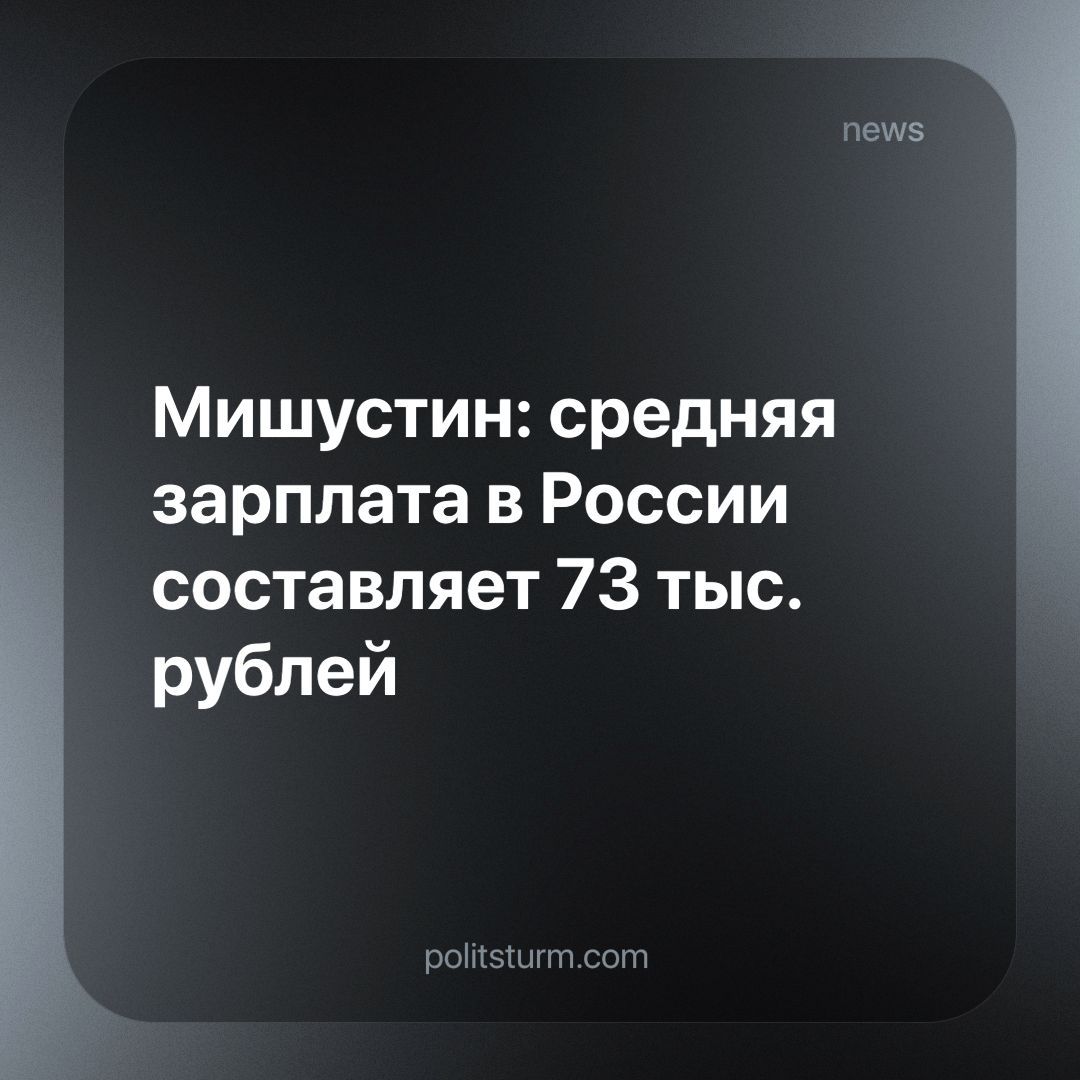 news
Мишустин: средняя
зарплата в России
составляет 73 тыс.
рублей
politsturm.com